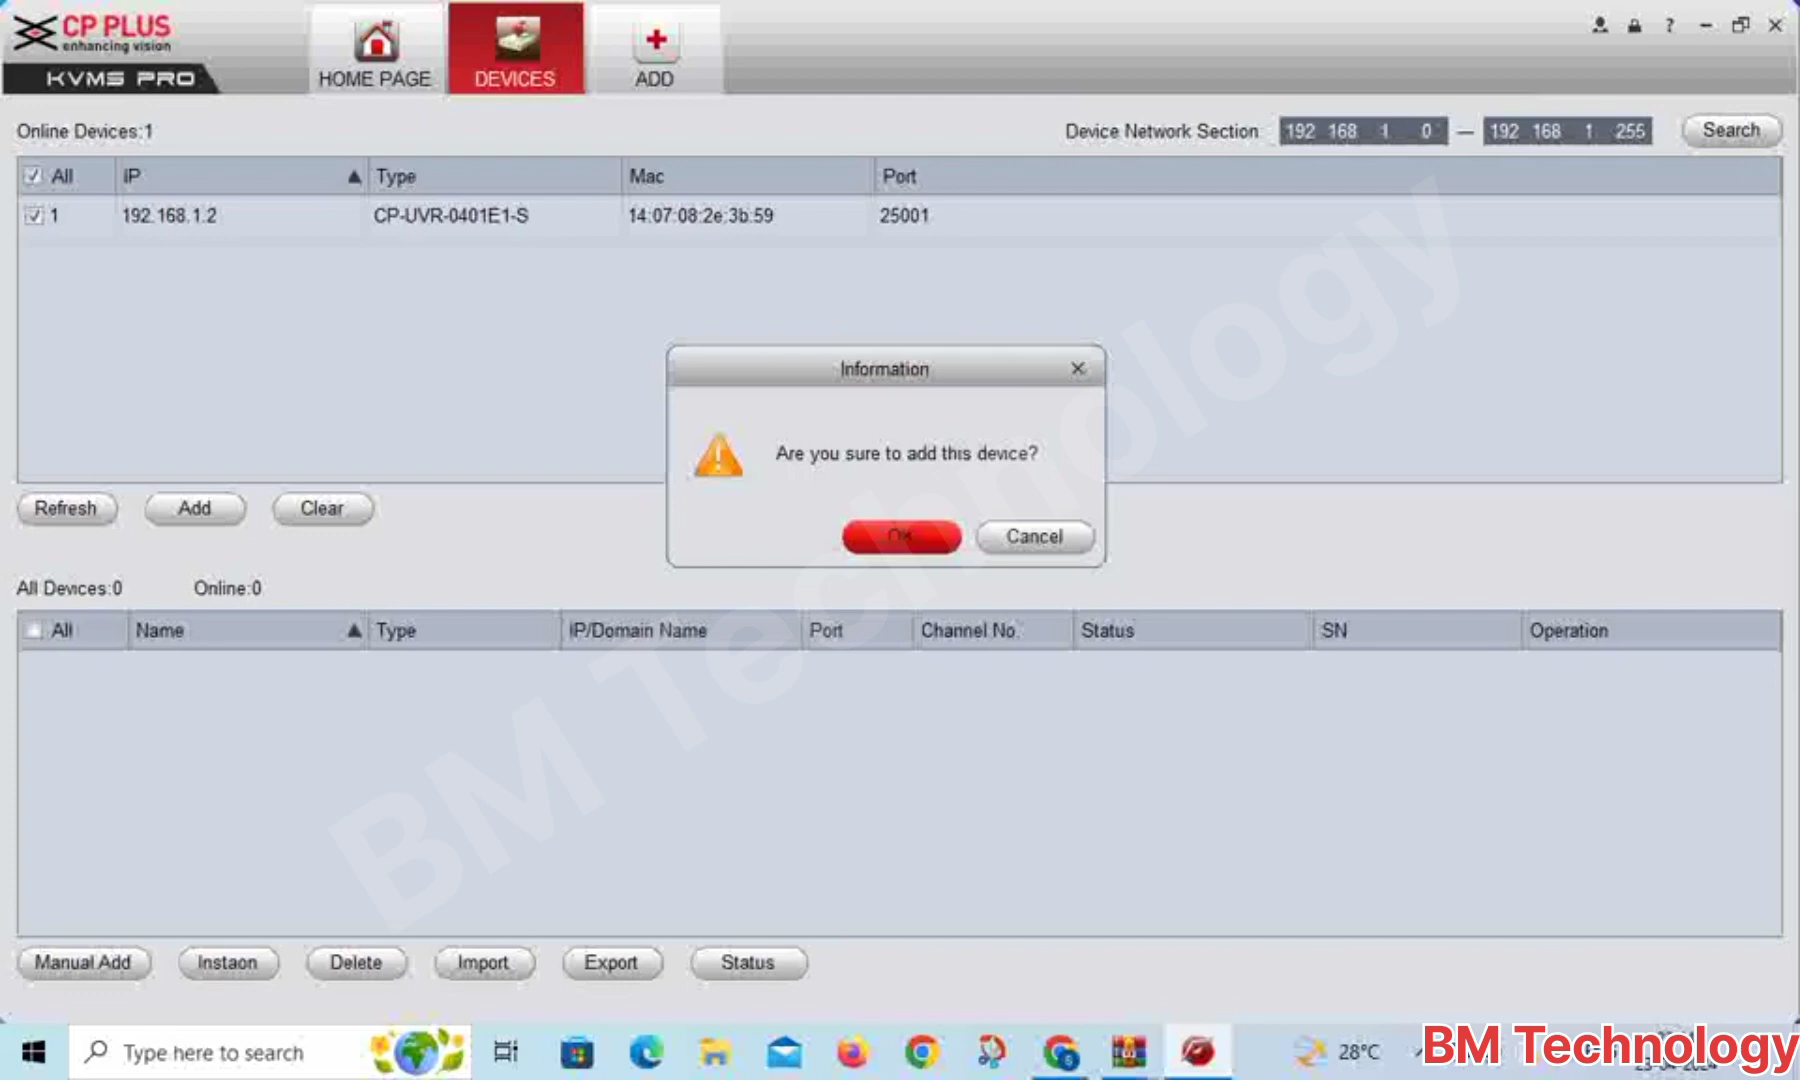 CP PLUS
enhancing vision
KVMS PRO
HOME PAGE
DEVICES
ADD
Online Devices:1
Device Network Section 192 168 1 0 — 192 168 1 255 Search
All IP Type Mac Port
1 192.168.1.2 CP-UVR-0401E1-S 14:07:08:2e:3b:59 25001
Information
Are you sure to add this device?
OK Cancel
Refresh Add Clear
All Devices:0 Online:0
All Name Type IP/Domain Name Port Channel No. Status SN Operation
BM Technology
Manual Add Instaon Delete Import Export Status
Type here to search
28°C
BM Technology